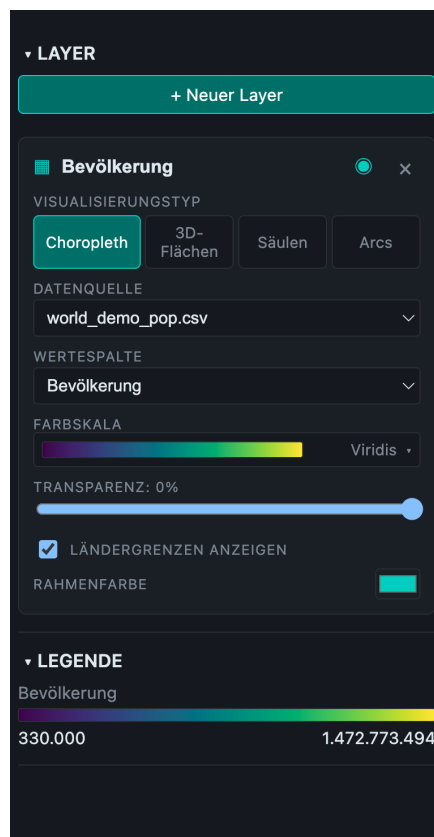 ▾ LAYER
+ Neuer Layer
Bevölkerung
×
VISUALISIERUNGSTYP
Choropleth
3D-
Flächen
Säulen
Arcs
DATENQUELLE
world_demo_pop.csv
WERTESPALTE
Bevölkerung
FARBSKALA
Viridis ▾
TRANSPARENZ: 0%
LÄNDERGRENZEN ANZEIGEN
RAHMENFARBE
▾ LEGENDE
Bevölkerung
330.000 1.472.773.494